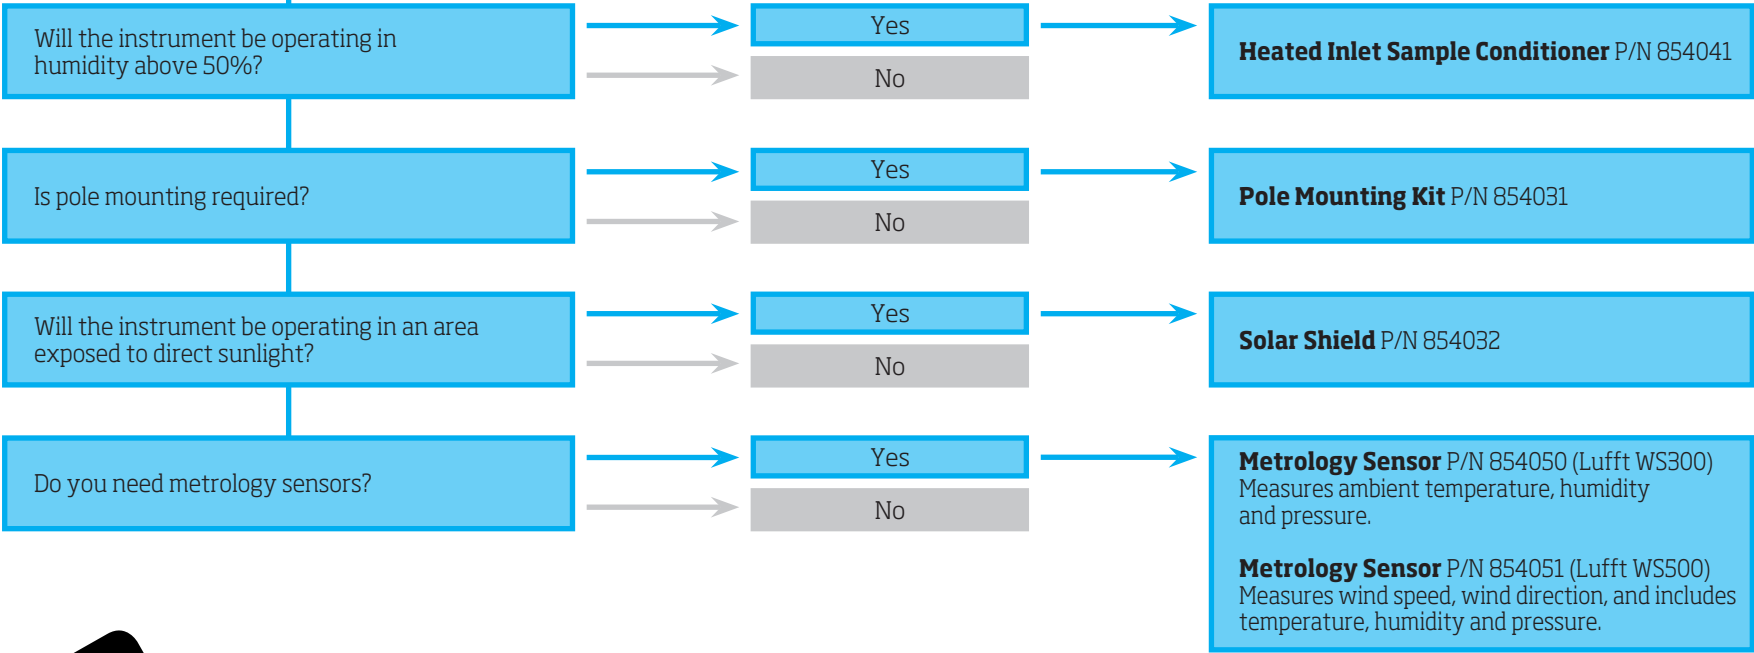 Will the instrument be operating in
humidity above 50%?
Yes
No
Heated Inlet Sample Conditioner P/N 854041
Is pole mounting required?
Yes
No
Pole Mounting Kit P/N 854031
Will the instrument be operating in an area
exposed to direct sunlight?
Yes
No
Solar Shield P/N 854032
Do you need metrology sensors?
Yes
No
Metrology Sensor P/N 854050 (Lufft WS300)
Measures ambient temperature, humidity
and pressure.
Metrology Sensor P/N 854051 (Lufft WS500)
Measures wind speed, wind direction, and includes
temperature, humidity and pressure.